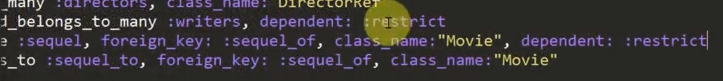 _many :directors, class_name: "DirectorRef
d_belongs_to_many :writers, dependent: :restrict
e :sequel, foreign_key: :sequel_of, class_name:"Movie", dependent: :restrict
s_to :sequel_to, foreign_key: :sequel_of, class_name:"Movie"